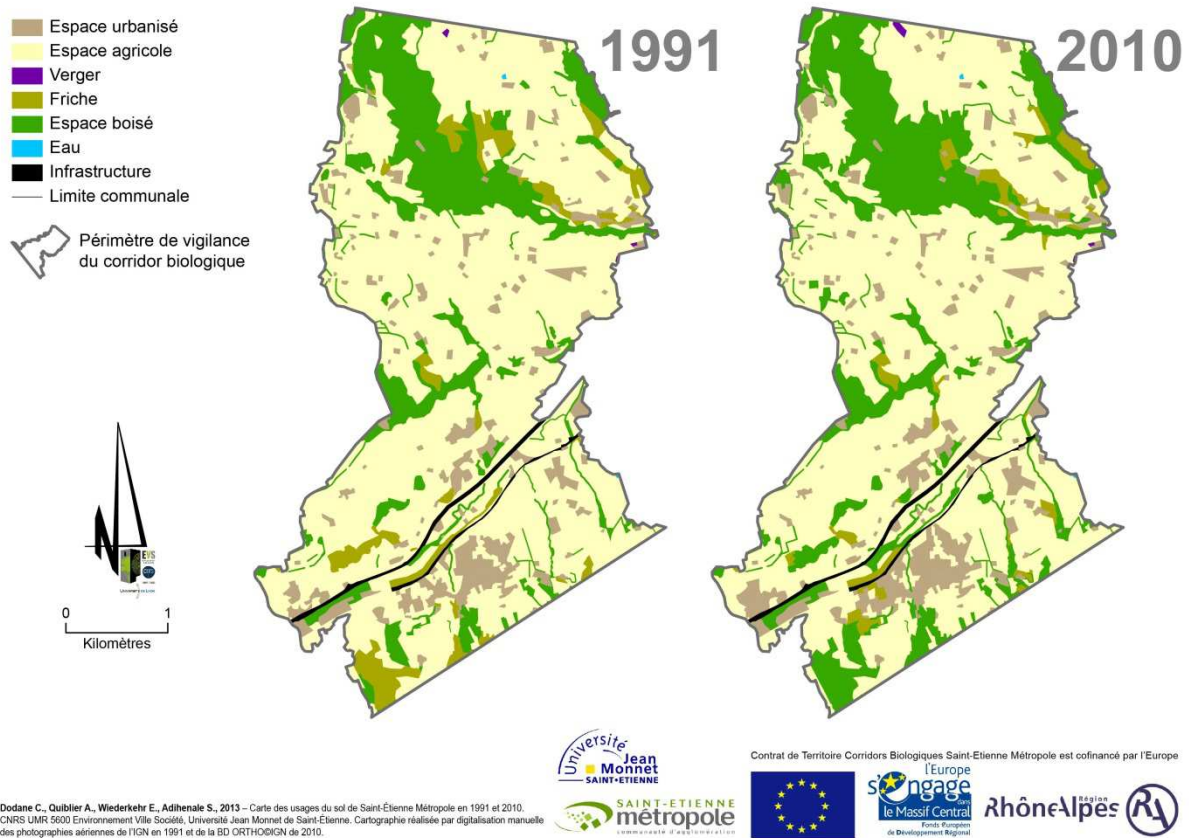 Espace urbanisé
Espace agricole
Verger
Friche
Espace boisé
Eau
Infrastructure
Limite communale
Périmètre de vigilance
du corridor biologique
1991
2010
N
EVS
0 1
Kilomètres
Université
Jean
Monnet
SAINT-ETIENNE
SAINT-ETIENNE
métropole
communauté d'agglomération
Contrat de Territoire Corridors Biologiques Saint-Etienne Métropole est cofinancé par l'Europe
l'Europe
s'engage
dans
le Massif Central
Fonds Européen
de Développement Régional
RhôneAlpes Région
RA
Dodane C., Quiblier A., Wiederkehr E., Adihenale S., 2013 – Carte des usages du sol de Saint-Étienne Métropole en 1991 et 2010.
CNRS UMR 5600 Environnement Ville Société, Université Jean Monnet de Saint-Étienne. Cartographie réalisée par digitalisation manuelle
des photographies aériennes de l'IGN en 1991 et de la BD ORTHO®IGN de 2010.